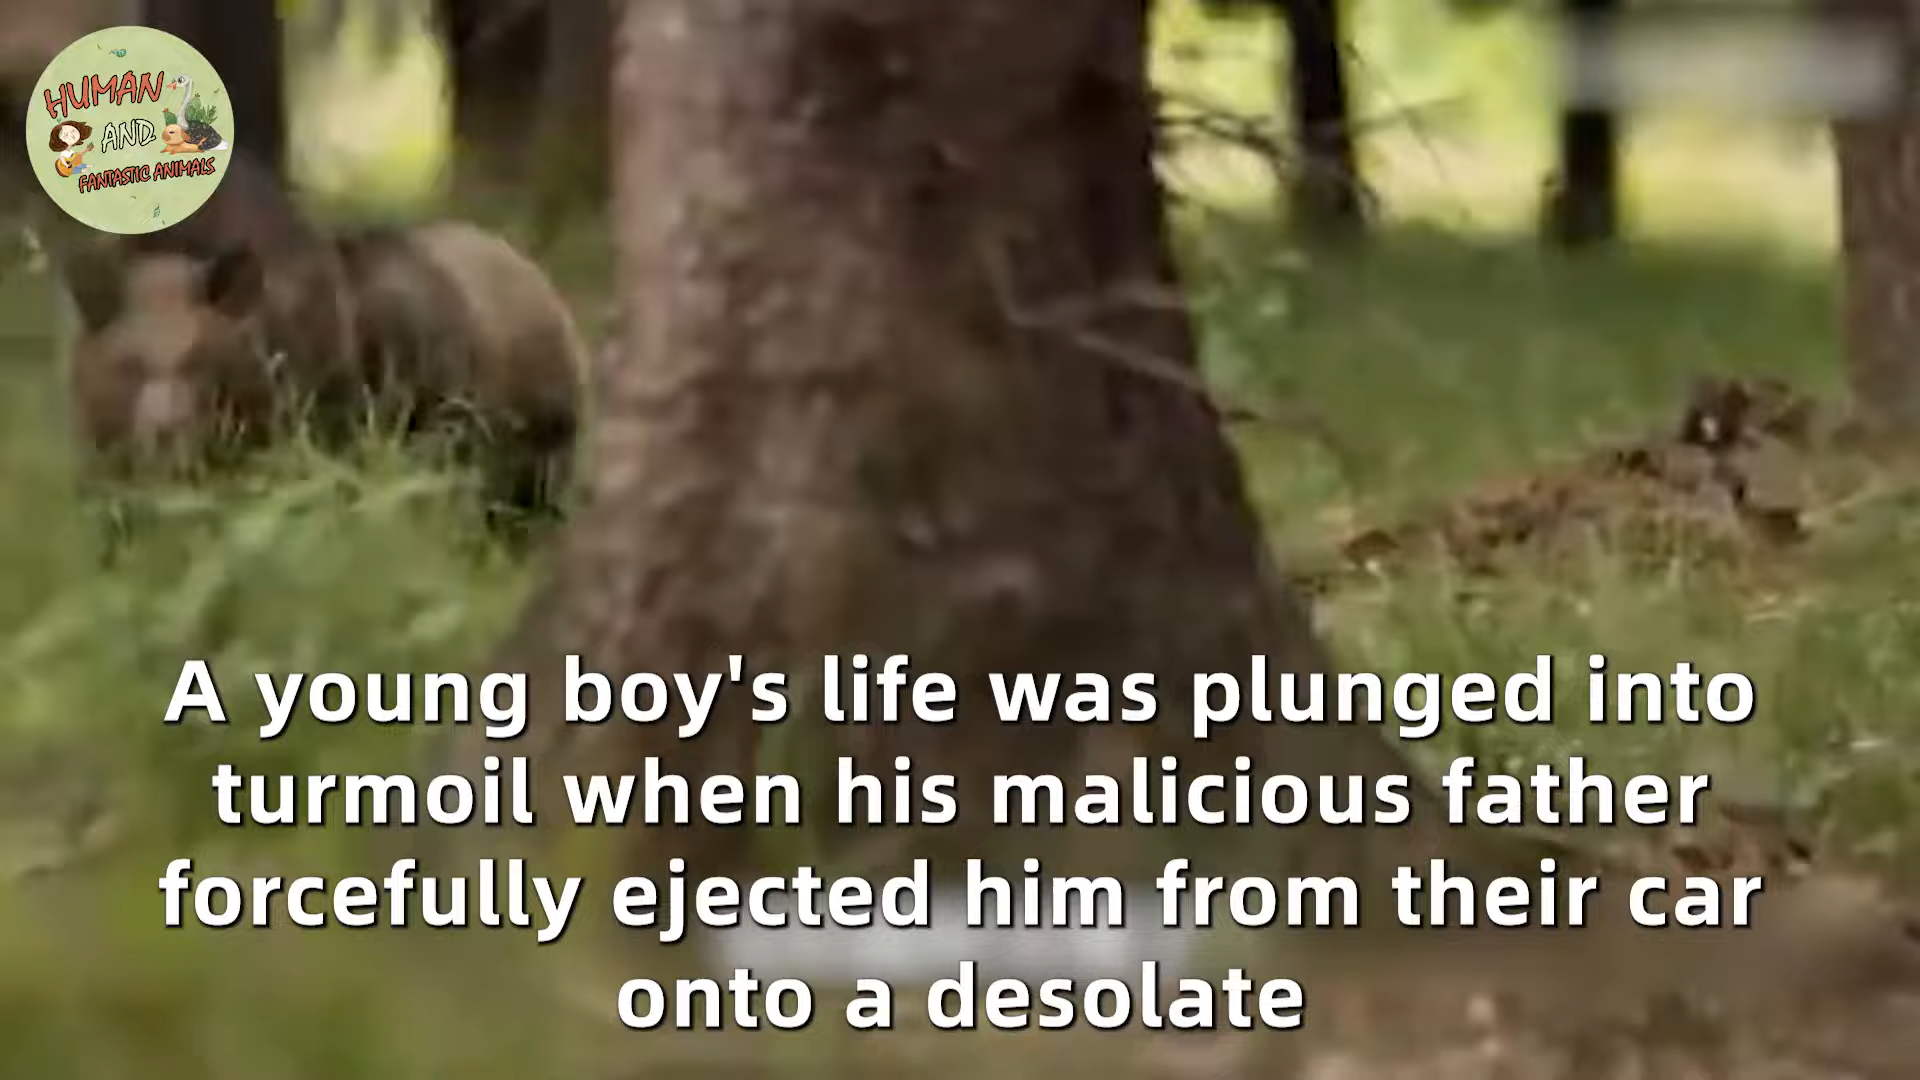 HUMAN
AND
FANTASTIC ANIMALS
A young boy's life was plunged into
turmoil when his malicious father
forcefully ejected him from their car
onto a desolate